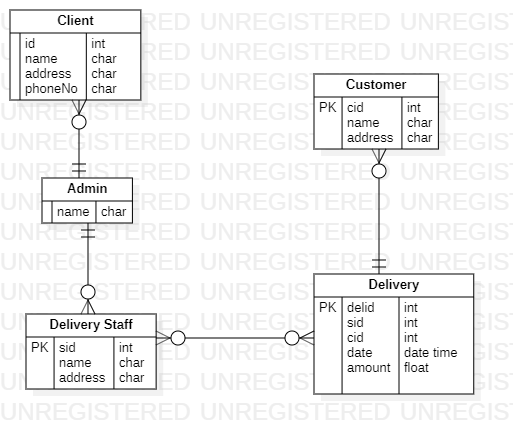 Client
id int
name char
address char
phoneNo char
Customer
PK cid int
name char
address char
Admin
name char
Delivery
PK delid int
sid int
cid int
date date time
amount float
Delivery Staff
PK sid int
name char
address char
UNREGISTERED UNREGISTERED UNREGIS